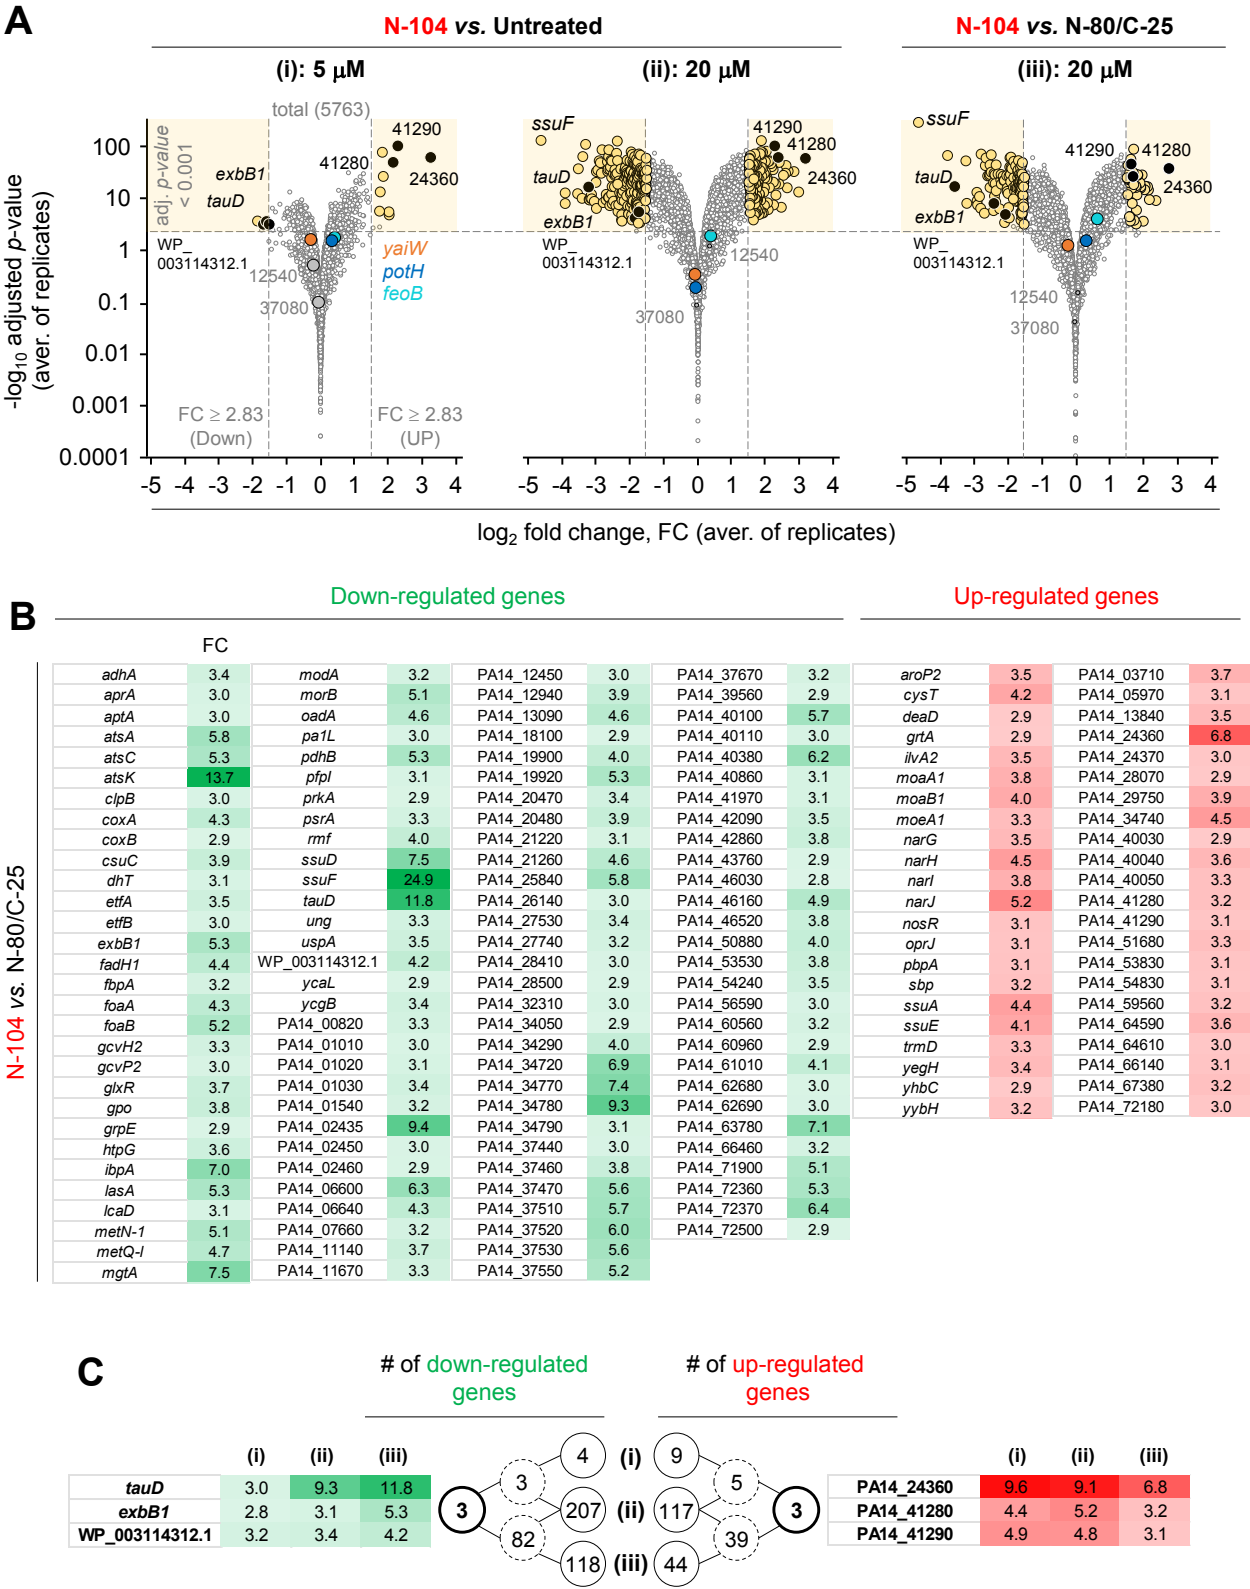 A
N-104 vs. Untreated
N-104 vs. N-80/C-25
(i): 5 μM
(ii): 20 μM
(iii): 20 μM
-log10 adjusted p-value
(aver. of replicates)
100
10
1
0.1
0.01
0.001
0.0001
adj. p-value
< 0.001
total (5763)
41290
41280
24360
exbB1
tauD
WP_
003114312.1
12540
37080
yaiW
potH
feoB
FC ≥ 2.83
(Down)
FC ≥ 2.83
(UP)
-5 -4 -3 -2 -1 0 1 2 3 4
ssuF
tauD
exbB1
WP_
003114312.1
41290
41280
24360
12540
37080
-5 -4 -3 -2 -1 0 1 2 3 4
ssuF
tauD
exbB1
WP_
003114312.1
41290
41280
24360
12540
37080
-5 -4 -3 -2 -1 0 1 2 3 4
log2 fold change, FC (aver. of replicates)
B
Down-regulated genes
Up-regulated genes
FC
N-104 vs. N-80/C-25
adhA 3.4 modA 3.2 PA14_12450 3.0 PA14_37670 3.2 aroP2 3.5 PA14_03710 3.7
aprA 3.0 morB 5.1 PA14_12940 3.9 PA14_39560 2.9 cysT 4.2 PA14_05970 3.1
aptA 3.0 oadA 4.6 PA14_13090 4.6 PA14_40100 5.7 deaD 2.9 PA14_13840 3.5
atsA 5.8 pa1L 3.0 PA14_18100 2.9 PA14_40110 3.0 grtA 2.9 PA14_24360 6.8
atsC 5.3 pdhB 5.3 PA14_19900 4.0 PA14_40380 6.2 ilvA2 3.5 PA14_24370 3.0
atsK 13.7 pfpI 3.1 PA14_19920 5.3 PA14_40860 3.1 moaA1 3.8 PA14_28070 2.9
clpB 3.0 prkA 2.9 PA14_20470 3.4 PA14_41970 3.1 moaB1 4.0 PA14_29750 3.9
coxA 4.3 psrA 3.3 PA14_20480 3.9 PA14_42090 3.5 moeA1 3.3 PA14_34740 4.5
coxB 2.9 rmf 4.0 PA14_21220 3.1 PA14_42860 3.8 narG 3.5 PA14_40030 2.9
csuC 3.9 ssuD 7.5 PA14_21260 4.6 PA14_43760 2.9 narH 4.5 PA14_40040 3.6
dhT 3.1 ssuF 24.9 PA14_25840 5.8 PA14_46030 2.8 narI 3.8 PA14_40050 3.3
etfA 3.5 tauD 11.8 PA14_26140 3.0 PA14_46160 4.9 narJ 5.2 PA14_41280 3.2
etfB 3.0 ung 3.3 PA14_27530 3.4 PA14_46520 3.8 nosR 3.1 PA14_41290 3.1
exbB1 5.3 uspA 3.5 PA14_27740 3.2 PA14_50880 4.0 oprJ 3.1 PA14_51680 3.3
fadH1 4.4 WP_003114312.1 4.2 PA14_28410 3.0 PA14_53530 3.8 pbpA 3.1 PA14_53830 3.1
fbpA 3.2 ycaL 2.9 PA14_28500 2.9 PA14_54240 3.5 sbp 3.2 PA14_54830 3.1
foaA 4.3 ycgB 3.4 PA14_32310 3.0 PA14_56590 3.0 ssuA 4.4 PA14_59560 3.2
foaB 5.2 PA14_00820 3.3 PA14_34050 2.9 PA14_60560 3.2 ssuE 4.1 PA14_64590 3.6
gcvH2 3.3 PA14_01010 3.0 PA14_34290 4.0 PA14_60960 2.9 trmD 3.3 PA14_64610 3.0
gcvP2 3.0 PA14_01020 3.1 PA14_34720 6.9 PA14_61010 4.1 yegH 3.4 PA14_66140 3.1
glxR 3.7 PA14_01030 3.4 PA14_34770 7.4 PA14_62680 3.0 yhbC 2.9 PA14_67380 3.2
gpo 3.8 PA14_01540 3.2 PA14_34780 9.3 PA14_62690 3.0 yybH 3.2 PA14_72180 3.0
grpE 2.9 PA14_02435 9.4 PA14_34790 3.1 PA14_63780 7.1
htpG 3.6 PA14_02450 3.0 PA14_37440 3.0 PA14_66460 3.2
ibpA 7.0 PA14_02460 2.9 PA14_37460 3.8 PA14_71900 5.1
lasA 5.3 PA14_06600 6.3 PA14_37470 5.6 PA14_72360 5.3
lcaD 3.1 PA14_06640 4.3 PA14_37510 5.7 PA14_72370 6.4
metN-1 5.1 PA14_07660 3.2 PA14_37520 6.0 PA14_72500 2.9
metQ-I 4.7 PA14_11140 3.7 PA14_37530 5.6
mgtA 7.5 PA14_11670 3.3 PA14_37550 5.2
C
# of down-regulated
genes
# of up-regulated
genes
(i) (ii) (iii)
tauD 3.0 9.3 11.8
exbB1 2.8 3.1 5.3
WP_003114312.1 3.2 3.4 4.2
3
3
82
4
207
118
(i)
(ii)
(iii)
9
117
44
5
39
3
(i) (ii) (iii)
PA14_24360 9.6 9.1 6.8
PA14_41280 4.4 5.2 3.2
PA14_41290 4.9 4.8 3.1